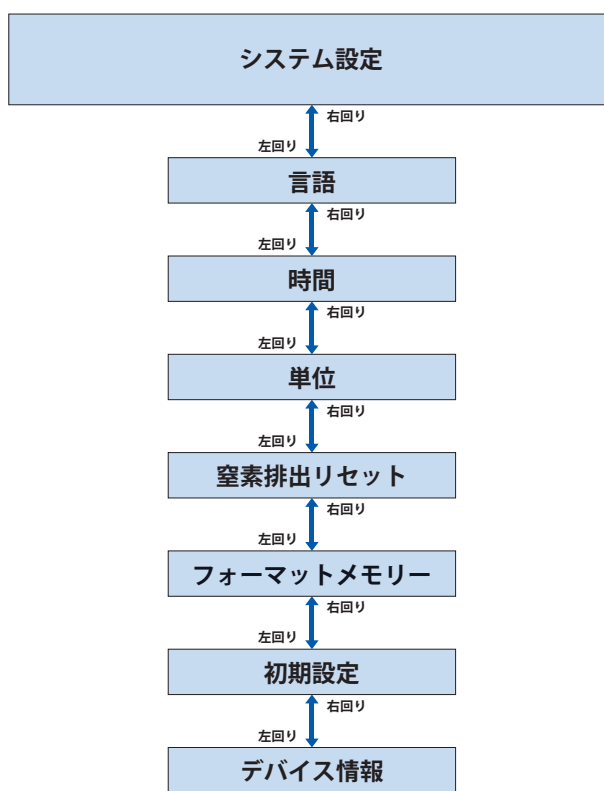 システム設定
右回り
左回り
言語
右回り
左回り
時間
右回り
左回り
単位
右回り
左回り
窒素排出リセット
右回り
左回り
フォーマットメモリー
右回り
左回り
初期設定
右回り
左回り
デバイス情報